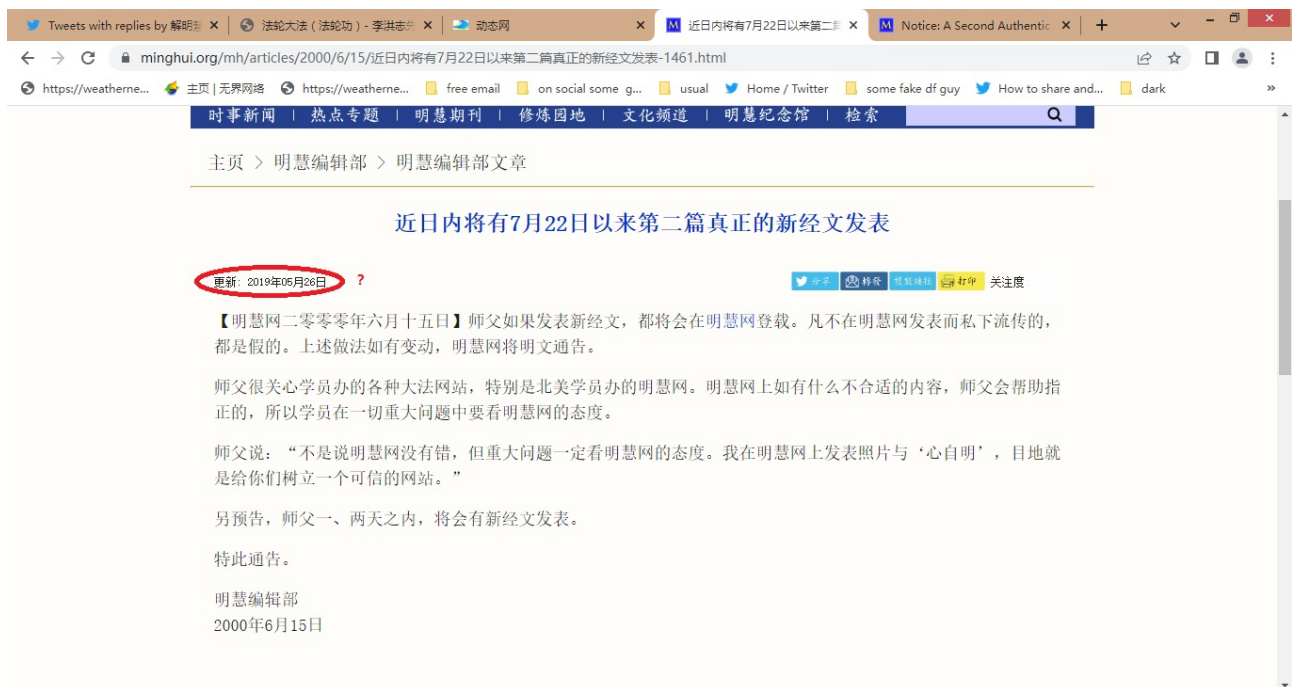 Tweets with replies by 解明
法轮大法（法轮功）- 李洪志
动态网
近日内将有7月22日以来第二
Notice: A Second Authentic
minghui.org/mh/articles/2000/6/15/近日内将有7月22日以来第二篇真正的新经文发表-1461.html
https://weatherne...
主页|无界网络
https://weatherne...
free email
on social some g...
usual
Home / Twitter
some fake df guy
How to share and...
dark
时事新闻 | 热点专题 | 明慧期刊 | 修炼园地 | 文化频道 | 明慧纪念馆 | 检索
主页 > 明慧编辑部 > 明慧编辑部文章
近日内将有7月22日以来第二篇真正的新经文发表
更新: 2019年05月26日 ?
分享 打印 关注度
【明慧网二零零零年六月十五日】师父如果发表新经文，都将会在明慧网登载。凡不在明慧网发表而私下流传的，
都是假的。上述做法如有变动，明慧网将明文通告。
师父很关心学员办的各种大法网站，特别是北美学员办的明慧网。明慧网上如有什么不合适的内容，师父会帮助指
正的，所以学员在一切重大问题中要看明慧网的态度。
师父说：“不是说明慧网没有错，但重大问题一定看明慧网的态度。我在明慧网上发表照片与‘心自明’，目地就
是给你们树立一个可信的网站。”
另预告，师父一、两天之内，将会有新经文发表。
特此通告。
明慧编辑部
2000年6月15日